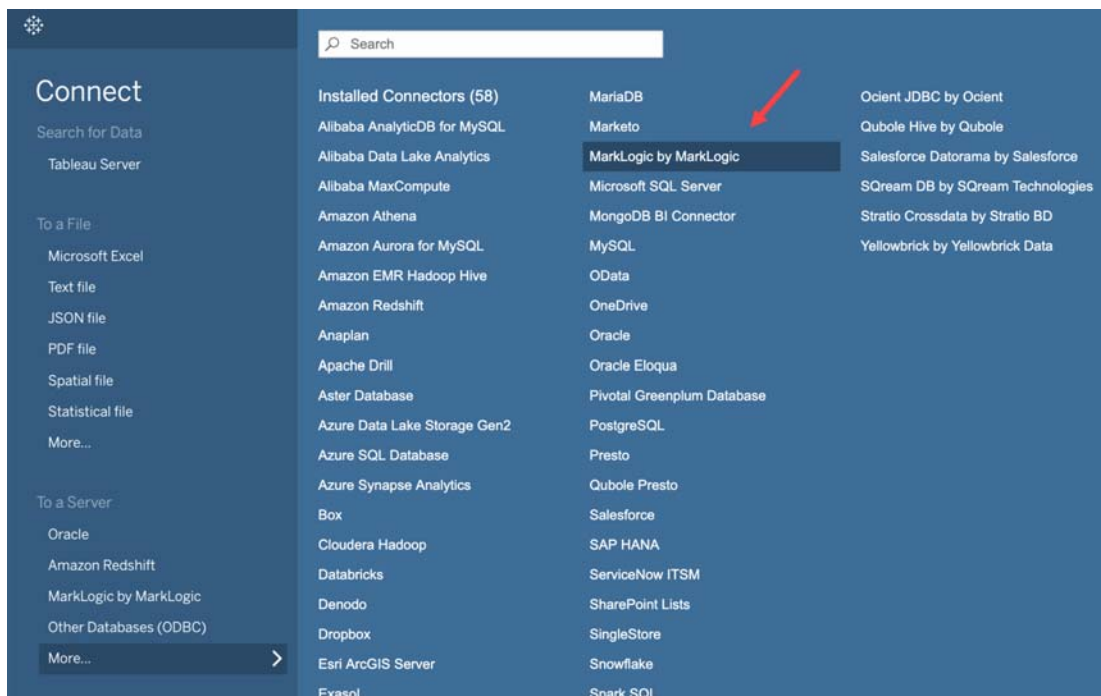 Search
Connect
Search for Data
Tableau Server
To a File
Microsoft Excel
Text file
JSON file
PDF file
Spatial file
Statistical file
More...
To a Server
Oracle
Amazon Redshift
MarkLogic by MarkLogic
Other Databases (ODBC)
More...
Installed Connectors (58)
Alibaba AnalyticDB for MySQL
Alibaba Data Lake Analytics
Alibaba MaxCompute
Amazon Athena
Amazon Aurora for MySQL
Amazon EMR Hadoop Hive
Amazon Redshift
Anaplan
Apache Drill
Aster Database
Azure Data Lake Storage Gen2
Azure SQL Database
Azure Synapse Analytics
Box
Cloudera Hadoop
Databricks
Denodo
Dropbox
Esri ArcGIS Server
Exasol
MariaDB
Marketo
MarkLogic by MarkLogic
Microsoft SQL Server
MongoDB BI Connector
MySQL
OData
OneDrive
Oracle
Oracle Eloqua
Pivotal Greenplum Database
PostgreSQL
Presto
Qubole Presto
Salesforce
SAP HANA
ServiceNow ITSM
SharePoint Lists
SingleStore
Snowflake
Spark SQL
Ocient JDBC by Ocient
Qubole Hive by Qubole
Salesforce Datorama by Salesforce
SQream DB by SQream Technologies
Stratio Crossdata by Stratio BD
Yellowbrick by Yellowbrick Data